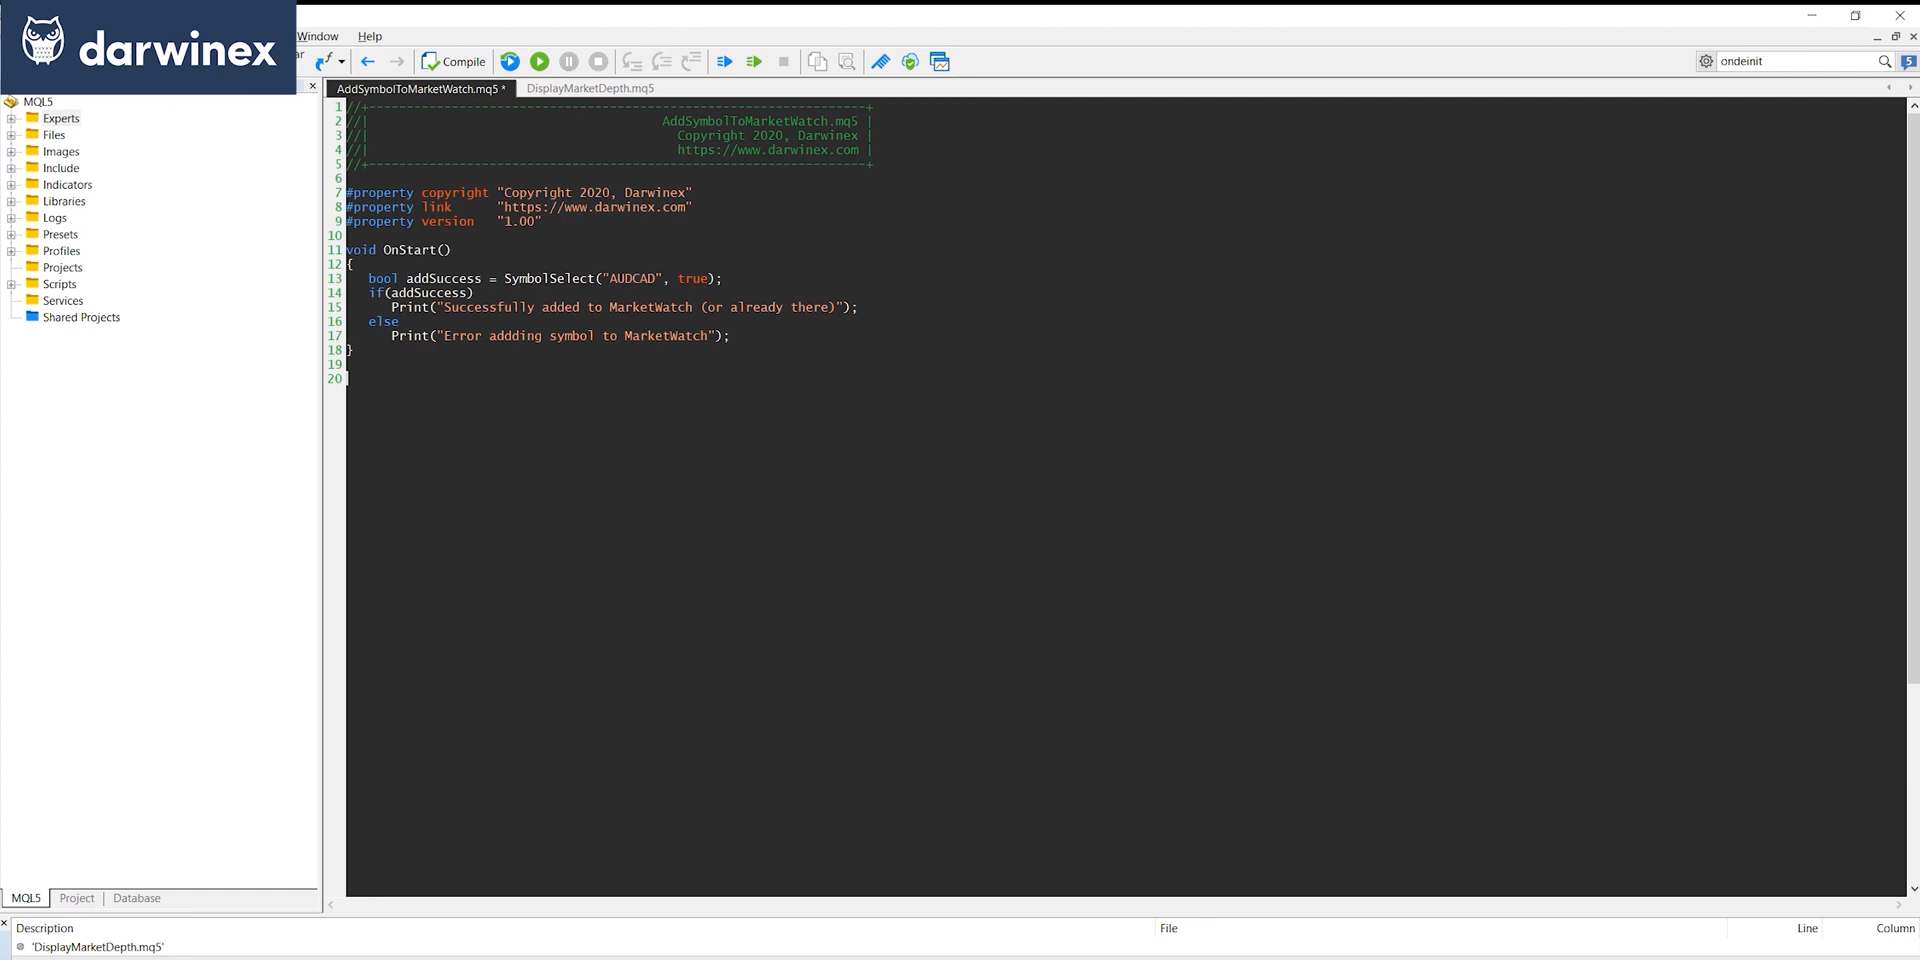 darwinex
Window Help
ar
Compile
ondeinit
5
AddSymbolToMarketWatch.mq5 *
DisplayMarketDepth.mq5
MQL5
Experts
Files
Images
Include
Indicators
Libraries
Logs
Presets
Profiles
Projects
Scripts
Services
Shared Projects
1 //+------------------------------------------------------------------+
2 //| AddSymbolToMarketWatch.mq5 |
3 //| Copyright 2020, Darwinex |
4 //| https://www.darwinex.com |
5 //+------------------------------------------------------------------+
6
7 #property copyright "Copyright 2020, Darwinex"
8 #property link "https://www.darwinex.com"
9 #property version "1.00"
10
11 void OnStart()
12 {
13 bool addSuccess = SymbolSelect("AUDCAD", true);
14 if(addSuccess)
15 Print("Successfully added to MarketWatch (or already there)");
16 else
17 Print("Error addding symbol to MarketWatch");
18 }
19
20
MQL5 Project Database
Description File Line Column
'DisplayMarketDepth.mq5'